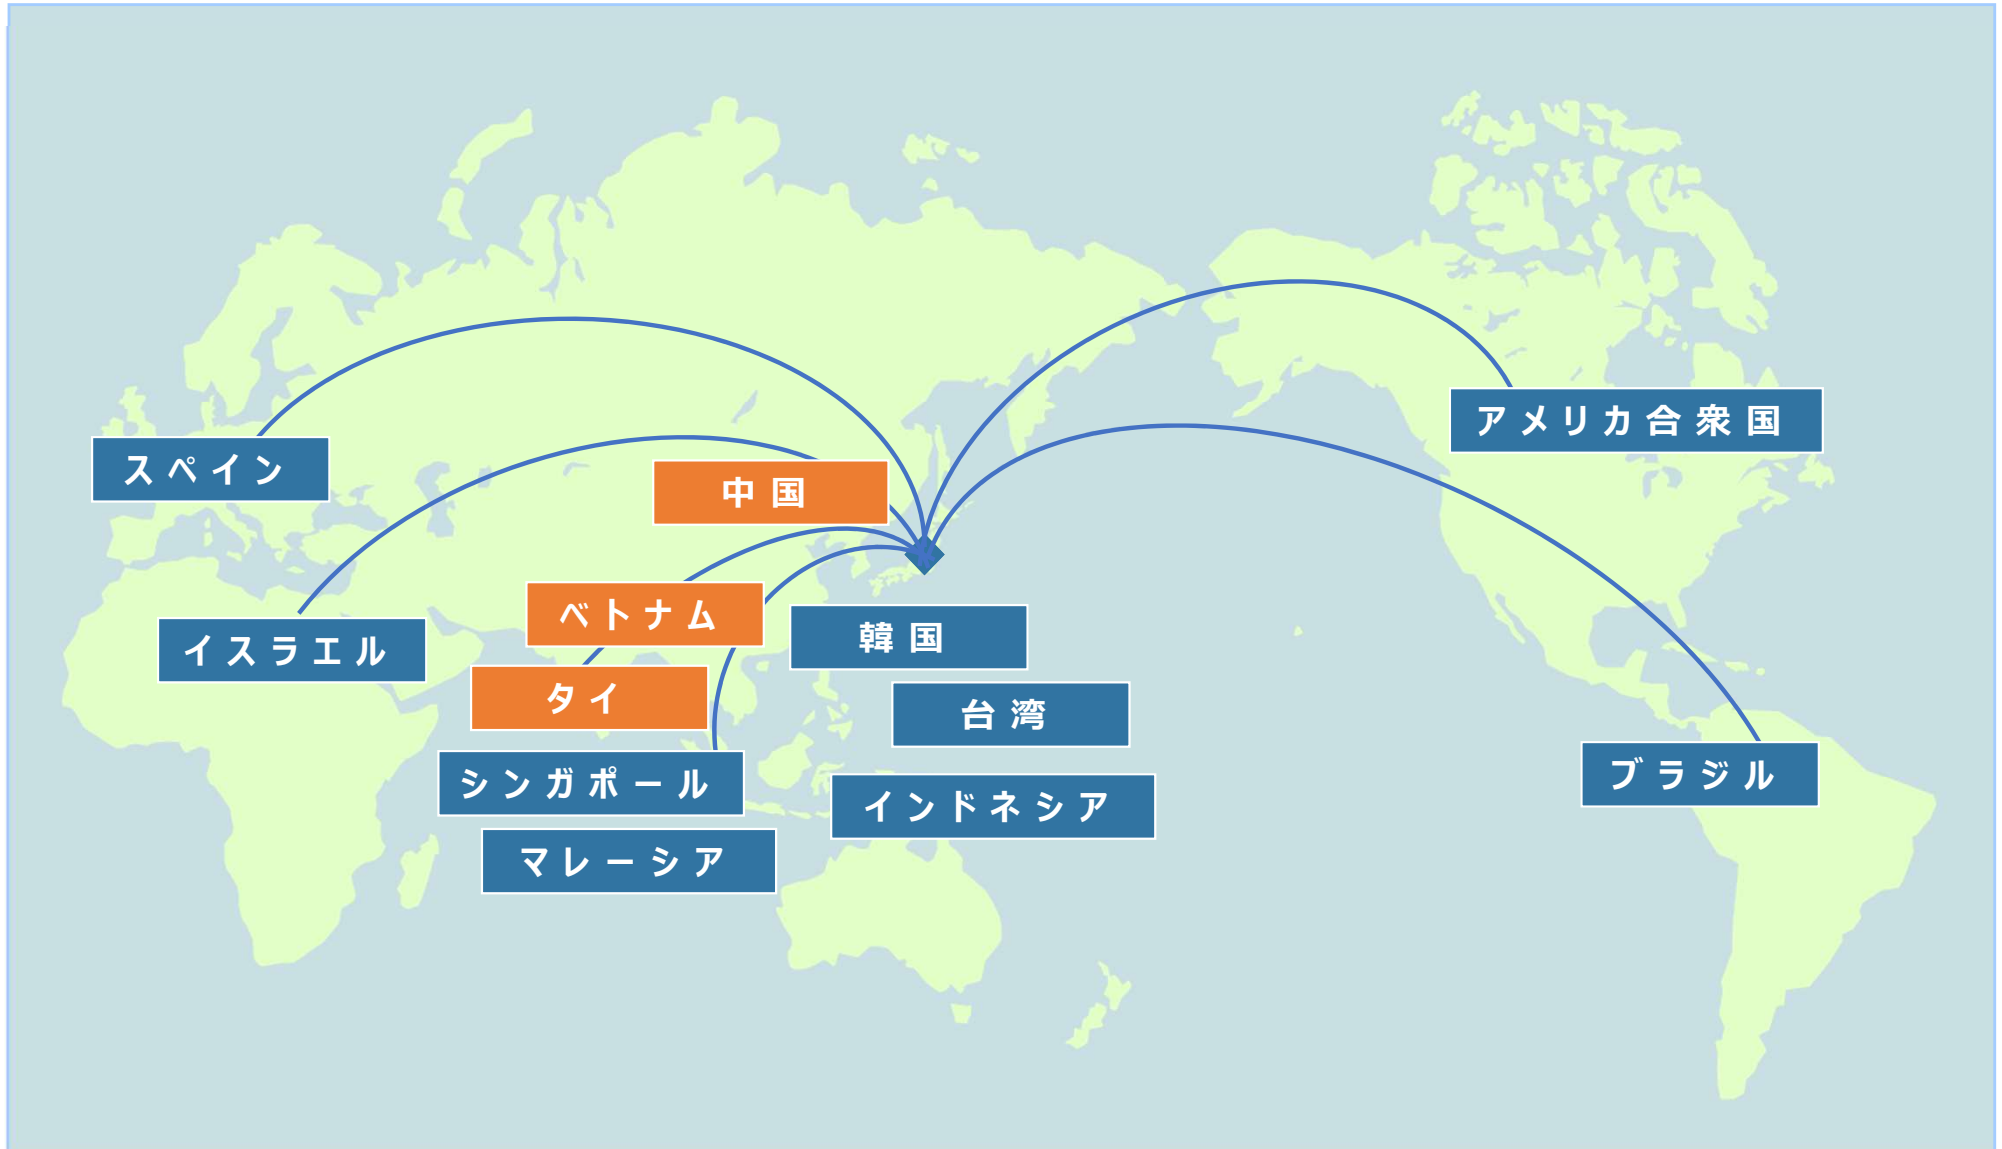 アメリカ合衆国
スペイン
中国
ベトナム
韓国
イスラエル
タイ
台湾
シンガポール
ブラジル
インドネシア
マレーシア